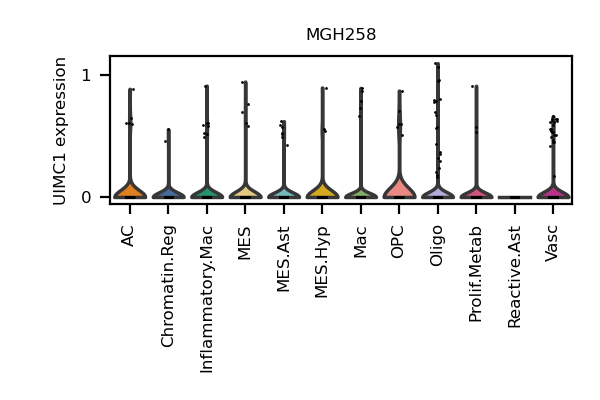 MGH258
UIMC1 expression
1
0
AC
Chromatin.Reg
Inflammatory.Mac
MES
MES.Ast
MES.Hyp
Mac
OPC
Oligo
Prolif.Metab
Reactive.Ast
Vasc